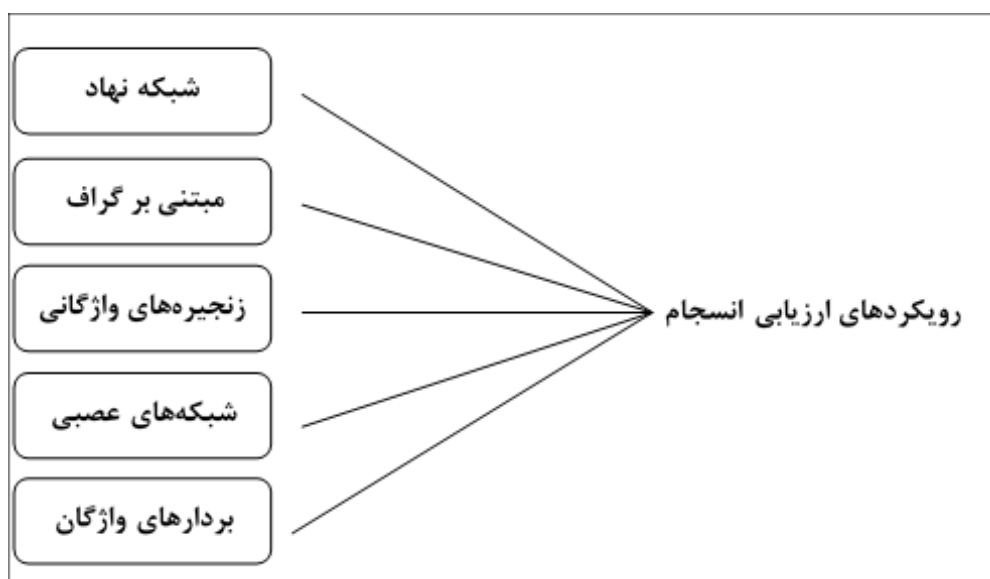 رویکردهای ارزیابی انسجام
شبکه نهاد
مبتنی بر گراف
زنجیره‌های واژگانی
شبکه‌های عصبی
بردارهای واژگان